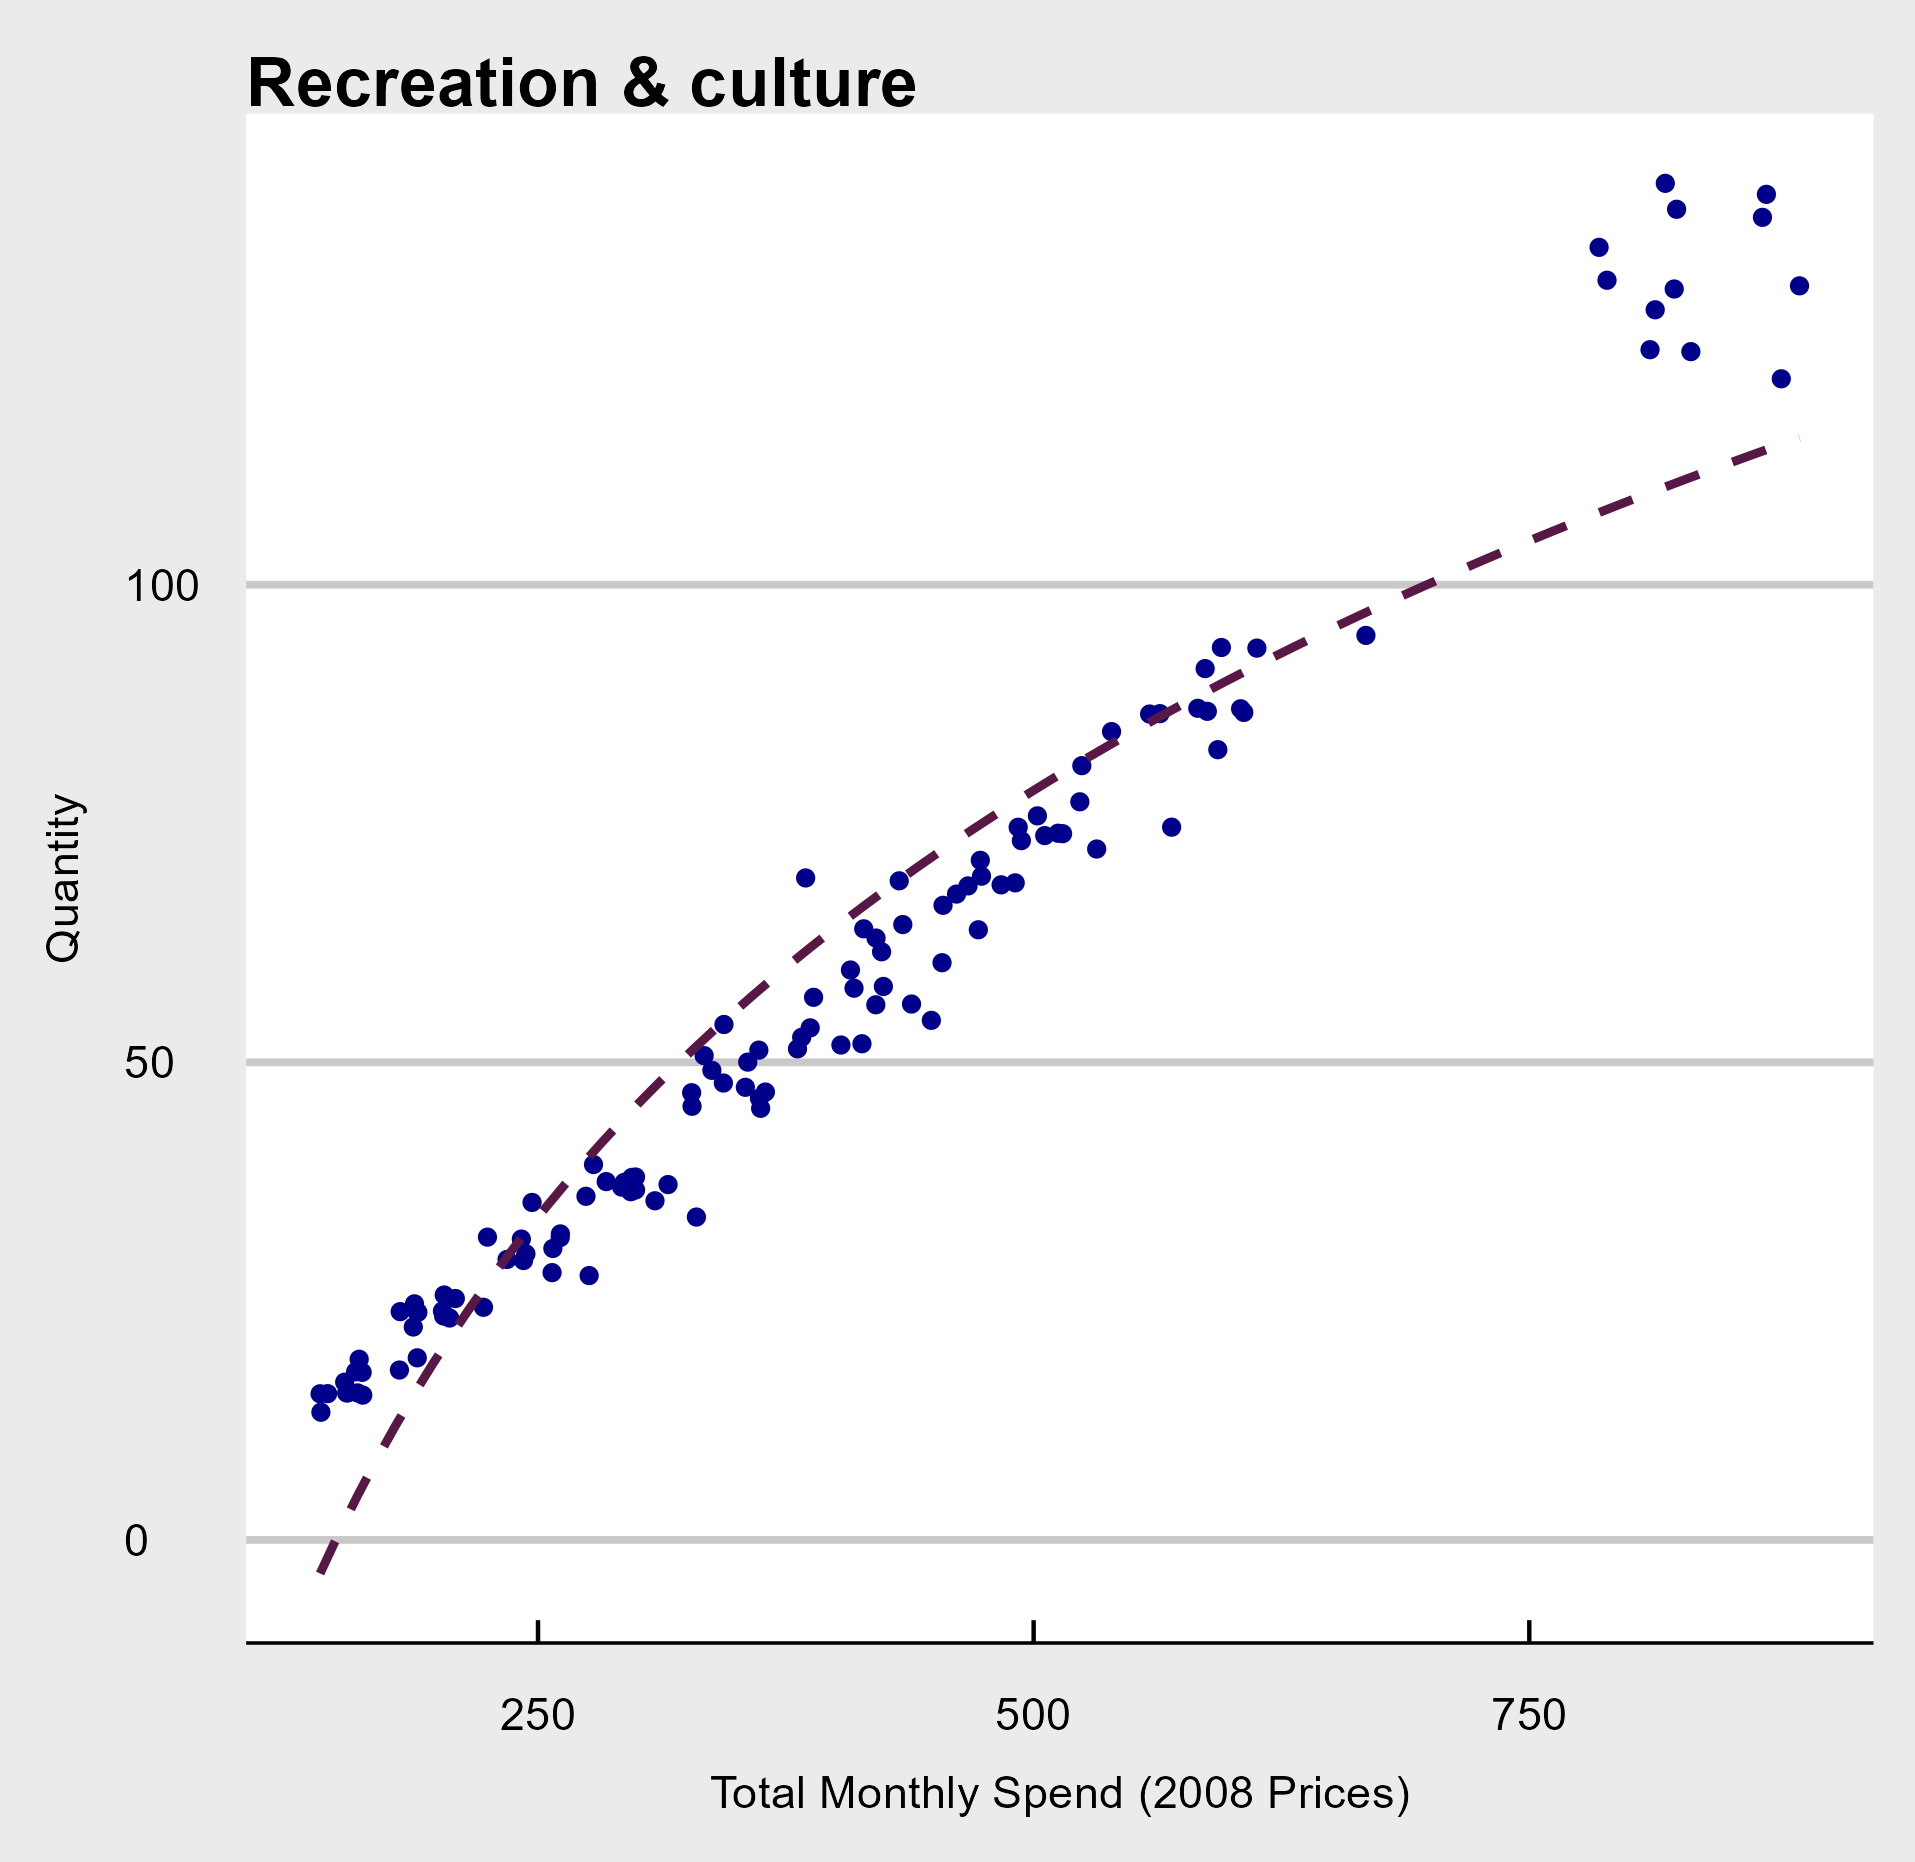 Recreation & culture
100
50
0
Quantity
250 500 750
Total Monthly Spend (2008 Prices)